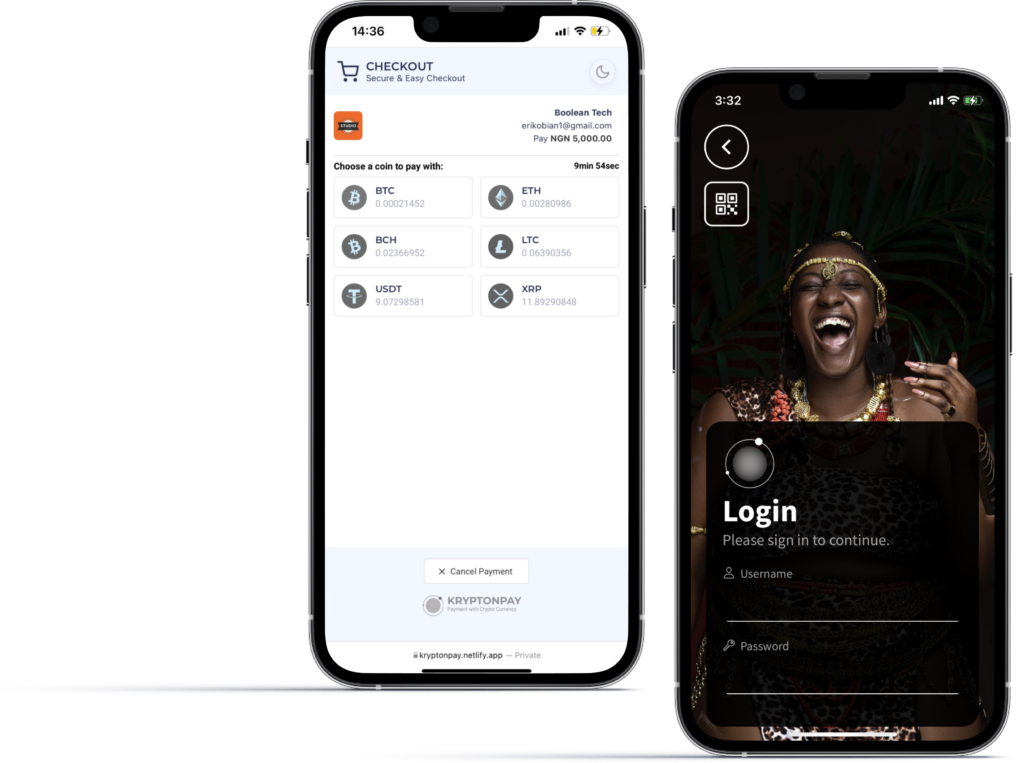 14:36
CHECKOUT
Secure & Easy Checkout
STUDIO
Boolean Tech
erikobian1@gmail.com
Pay NGN 5,000.00
Choose a coin to pay with:
9min 54sec
BTC
0.00021452
ETH
0.00280986
BCH
0.02366952
LTC
0.06390356
USDT
9.07298581
XRP
11.89290848
Cancel Payment
KRYPTONPAY
Payment with Crypto Currency
kryptonpay.netlify.app — Private
3:32
Login
Please sign in to continue.
Username
Password